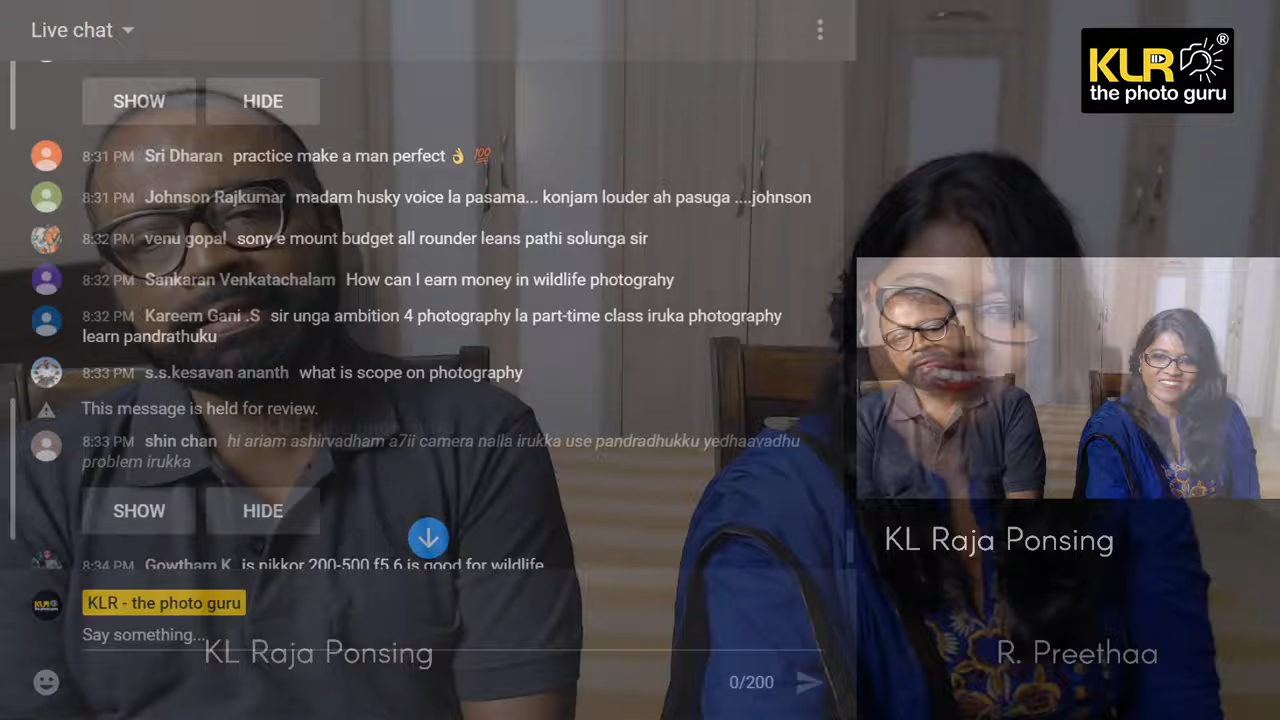 Live chat
KLR ®
the photo guru
SHOW HIDE
8:31 PM Sri Dharan practice make a man perfect 👌 💯
8:31 PM Johnson Rajkumar madam husky voice la pasama... konjam louder ah pasuga ....johnson
8:32 PM venu gopal sony e mount budget all rounder leans pathi solunga sir
8:32 PM Sankaran Venkatachalam How can I earn money in wildlife photograhy
8:32 PM Kareem Gani .S sir unga ambition 4 photography la part-time class iruka photography
learn pandrathuku
8:33 PM s.s.kesavan ananth what is scope on photography
This message is held for review.
8:33 PM shin chan hi ariam ashirvadham a7ii camera nalla irukka use pandradhukku yedhaavadhu
problem irukka
SHOW HIDE
8:34 PM Gowtham K is nikkor 200-500 f5.6 is good for wildlife
KLR - the photo guru
Say something...
0/200
KL Raja Ponsing
KL Raja Ponsing
R. Preethaa